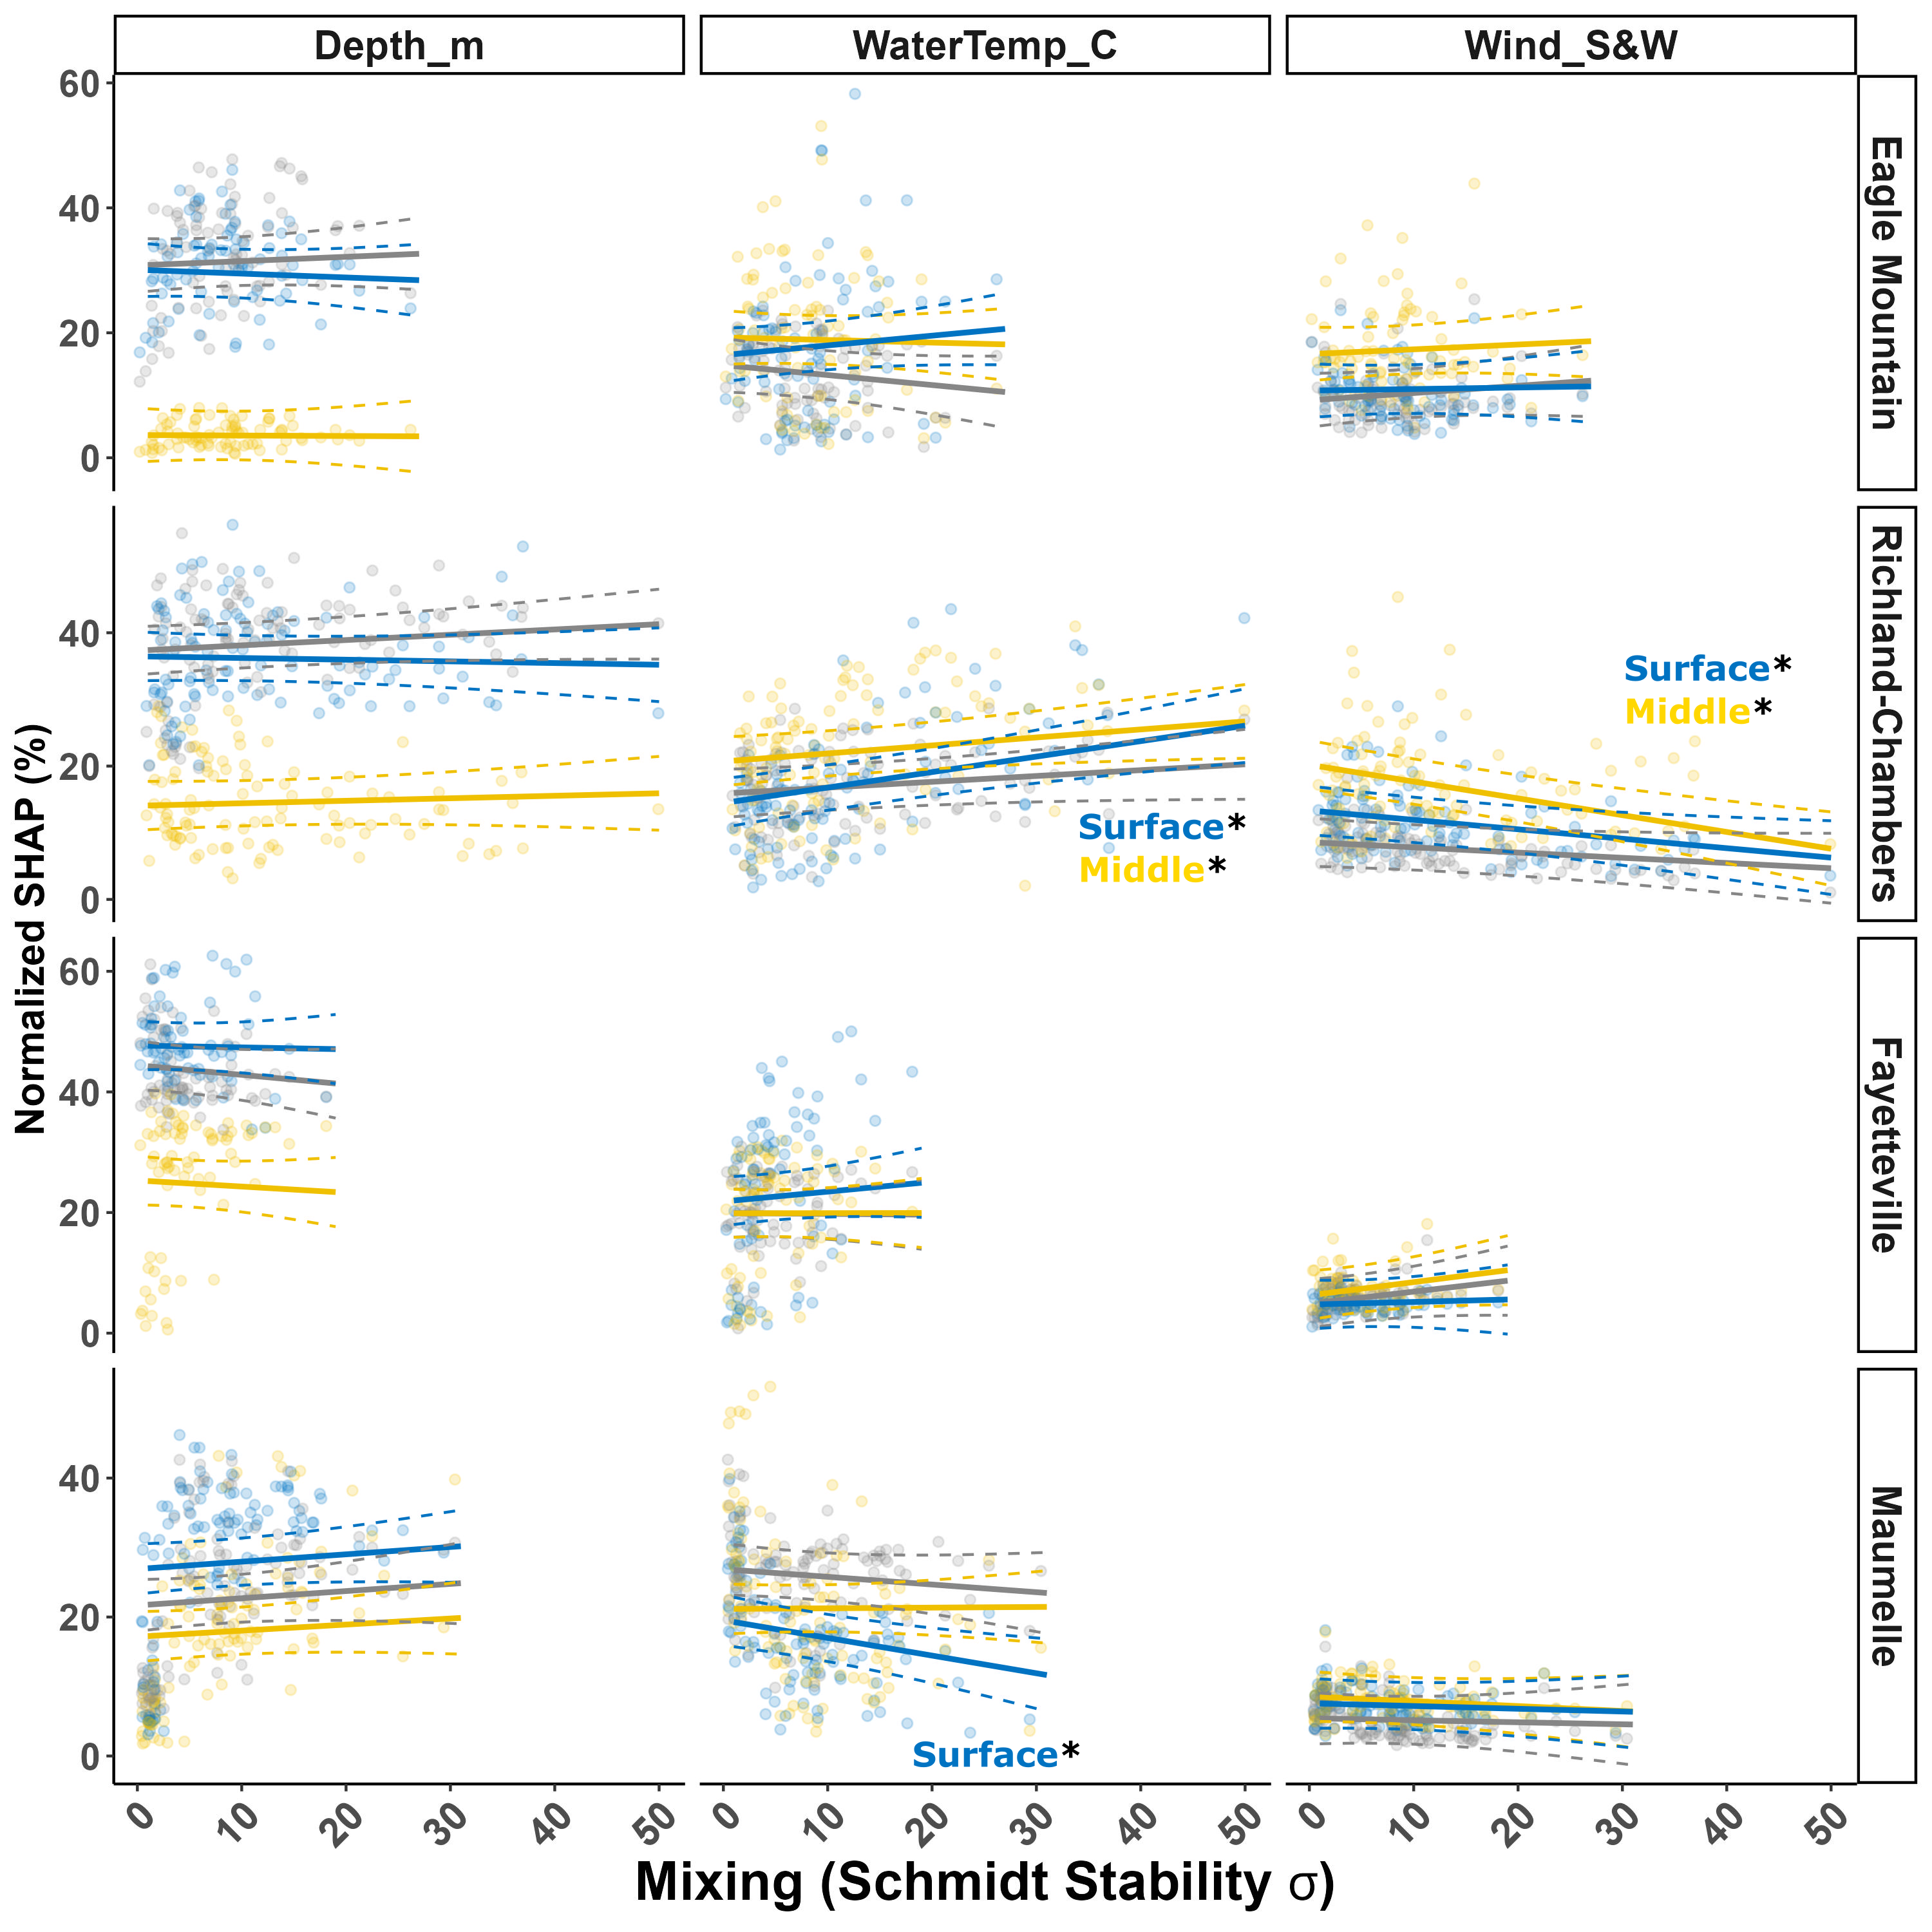 Depth_m
WaterTemp_C
Wind_S&W
60
40
20
0
Eagle Mountain
40
20
0
Surface*
Middle*
Surface*
Middle*
Richland-Chambers
60
40
20
0
Fayetteville
40
20
0
Surface*
Maumelle
Normalized SHAP (%)
0 10 20 30 40 50
0 10 20 30 40 50
0 10 20 30 40 50
Mixing (Schmidt Stability σ)